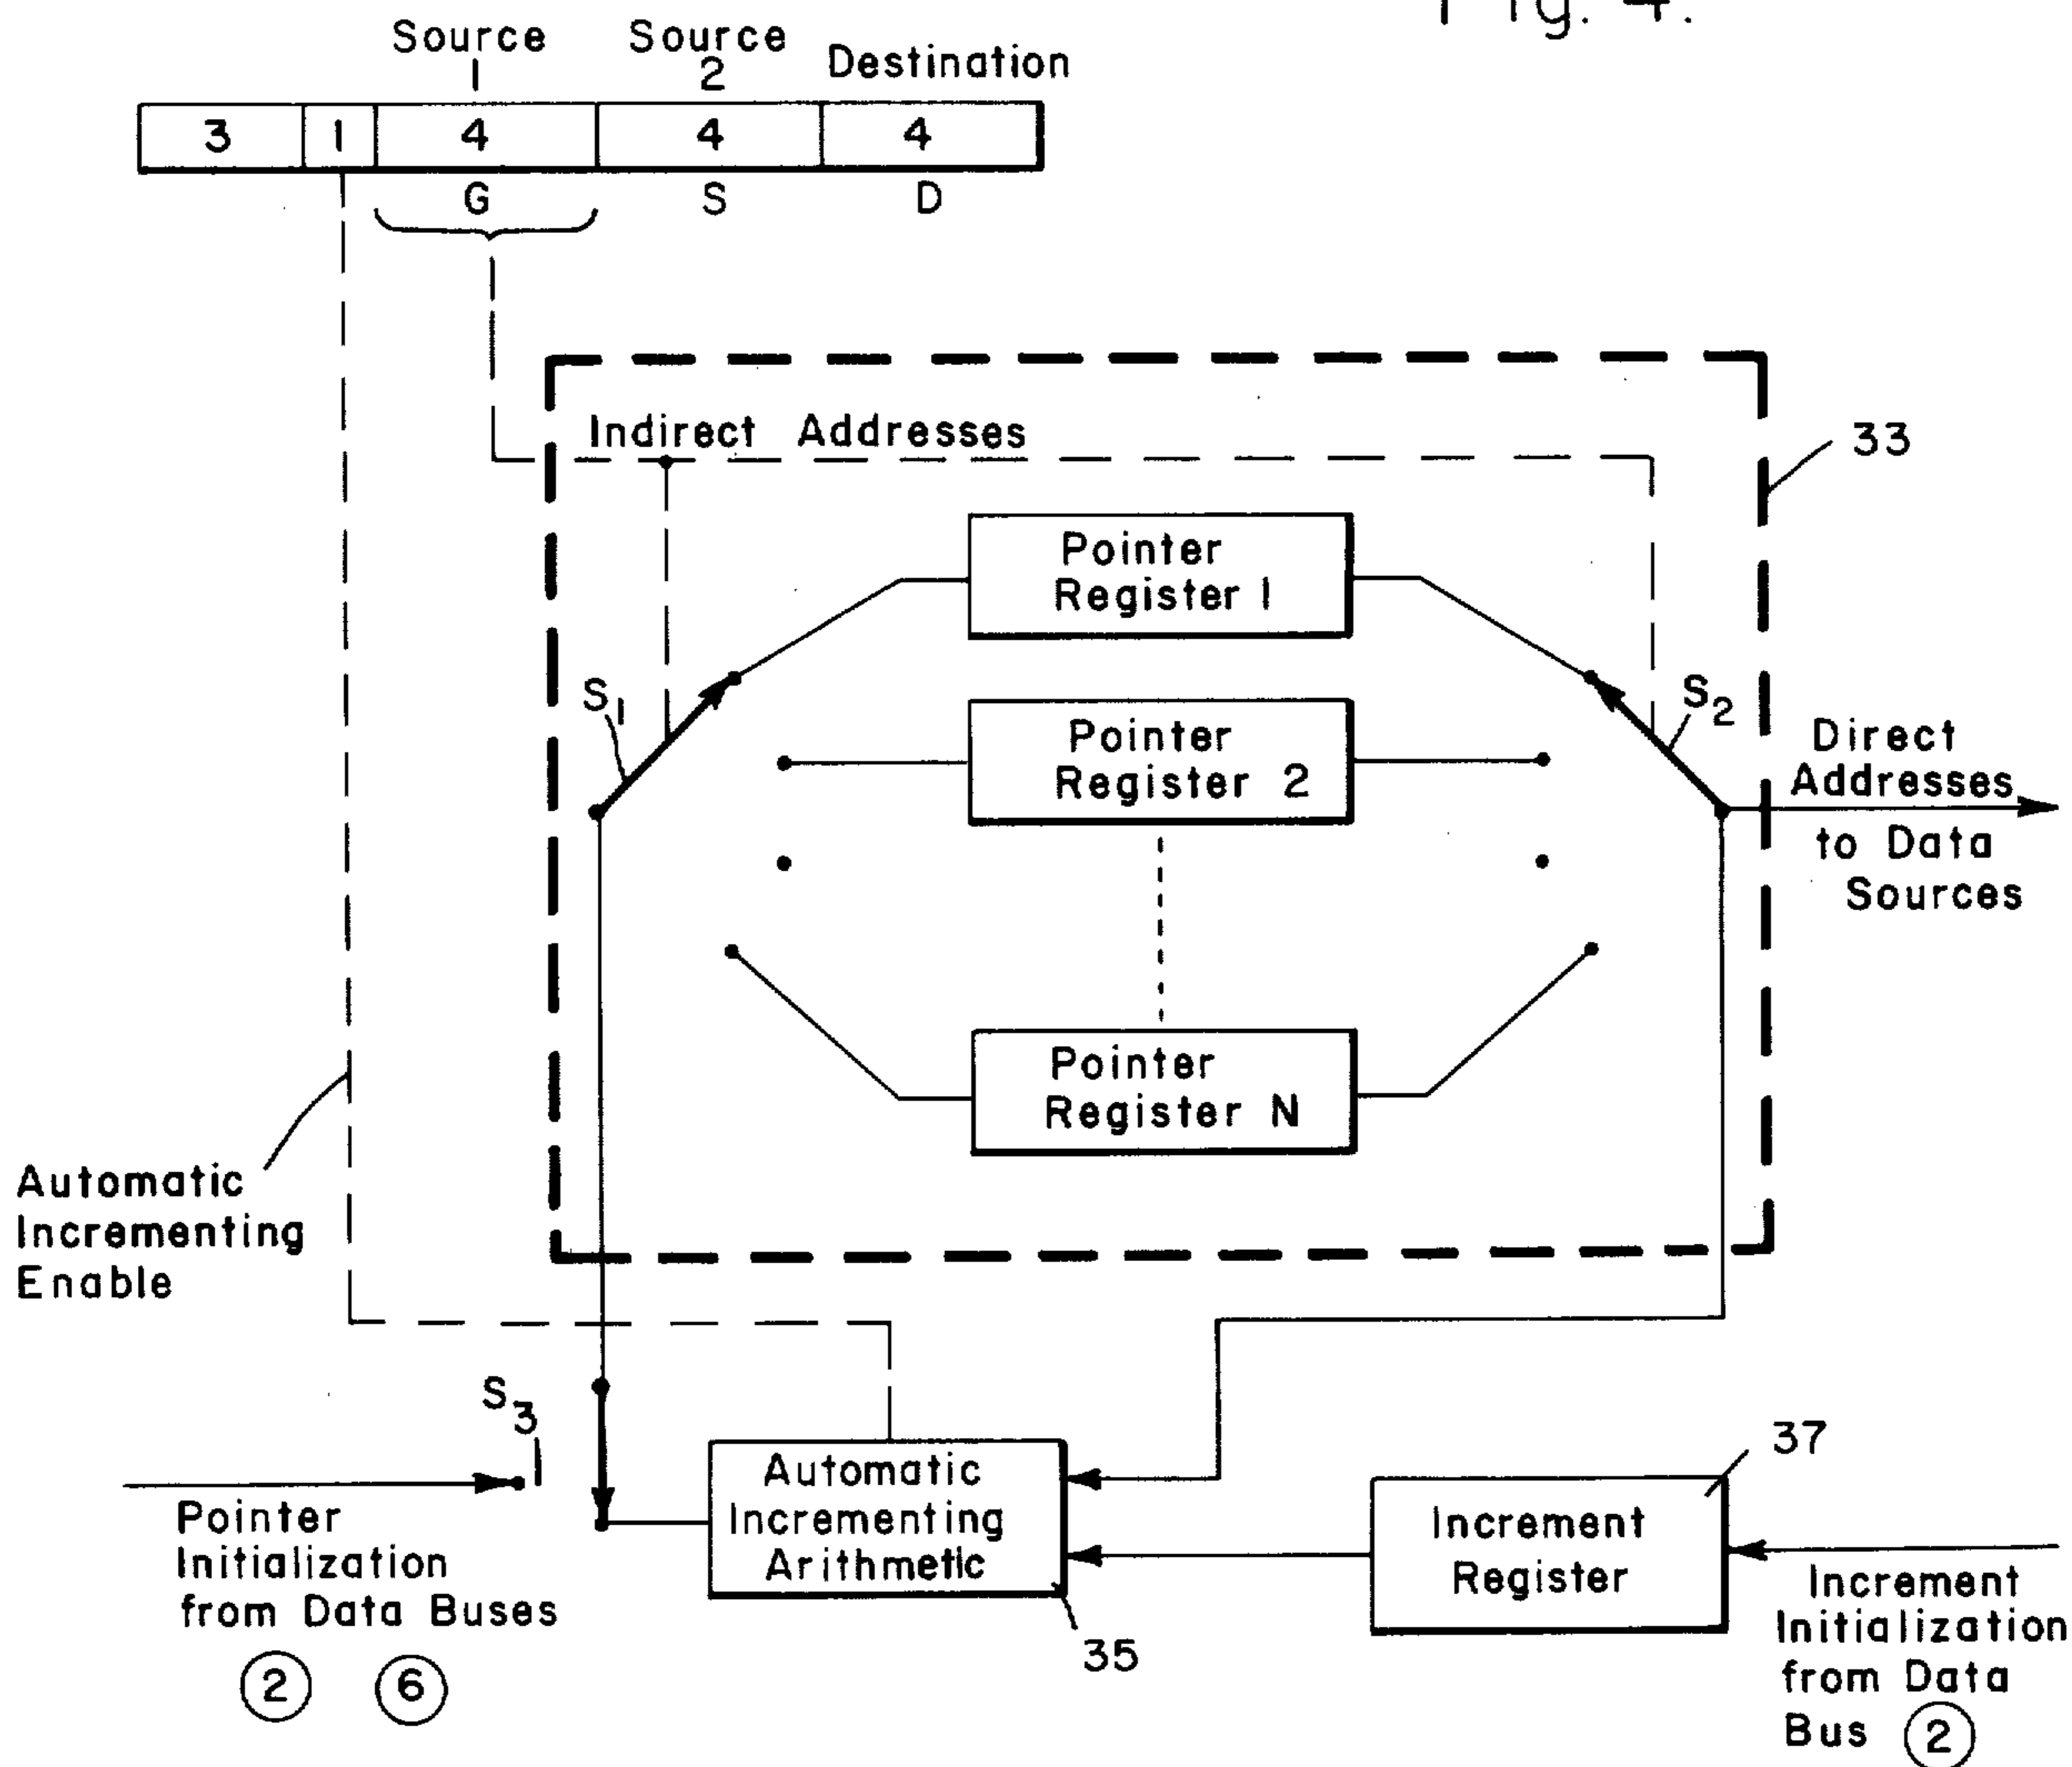 Fig. 4.
Source
1
Source
2
Destination
3 1 4 4 4
G S D
Indirect Addresses
33
Pointer
Register 1
S1
S2
Pointer
Register 2
Direct
Addresses
to Data
Sources
Pointer
Register N
Automatic
Incrementing
Enable
S3
37
Automatic
Incrementing
Arithmetic
Increment
Register
Pointer
Initialization
from Data Buses
2 6
35
Increment
Initialization
from Data
Bus 2